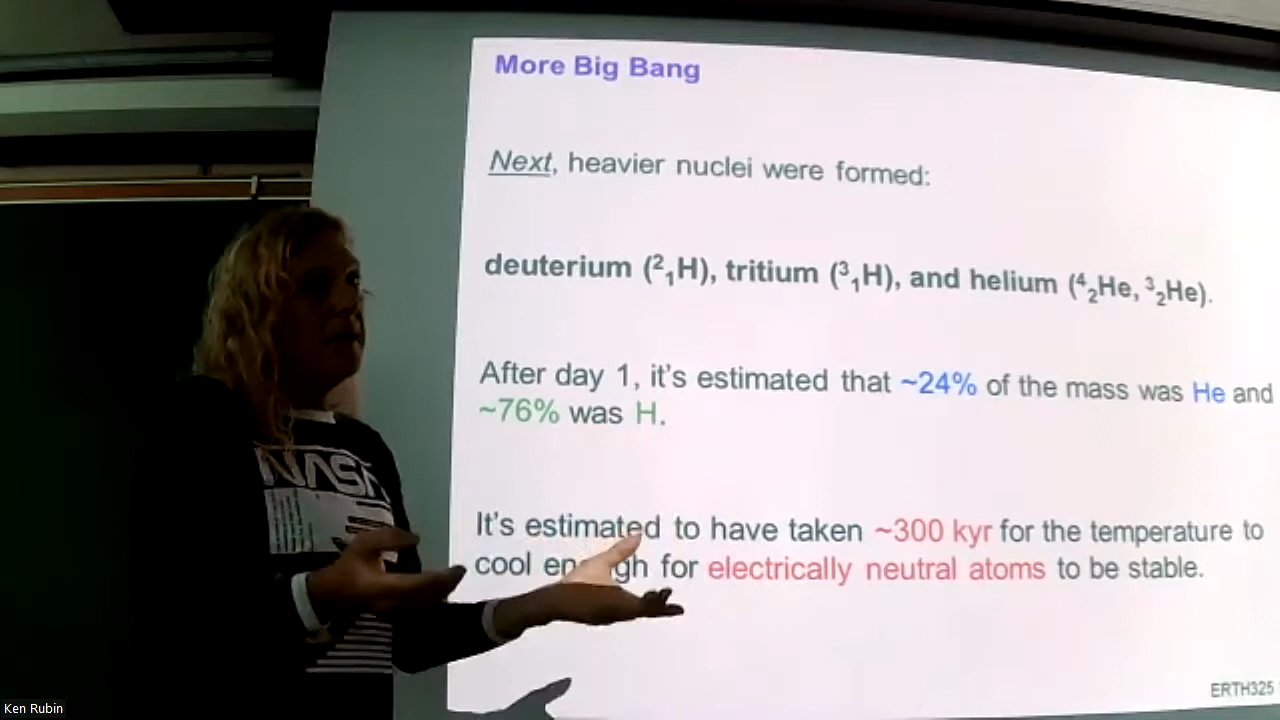 More Big Bang
Next, heavier nuclei were formed:
deuterium (²₁H), tritium (³₁H), and helium (⁴₂He, ³₂He).
After day 1, it's estimated that ~24% of the mass was He and
~76% was H.
It's estimated to have taken ~300 kyr for the temperature to
cool enough for electrically neutral atoms to be stable.
NASA
ERTH325
Ken Rubin